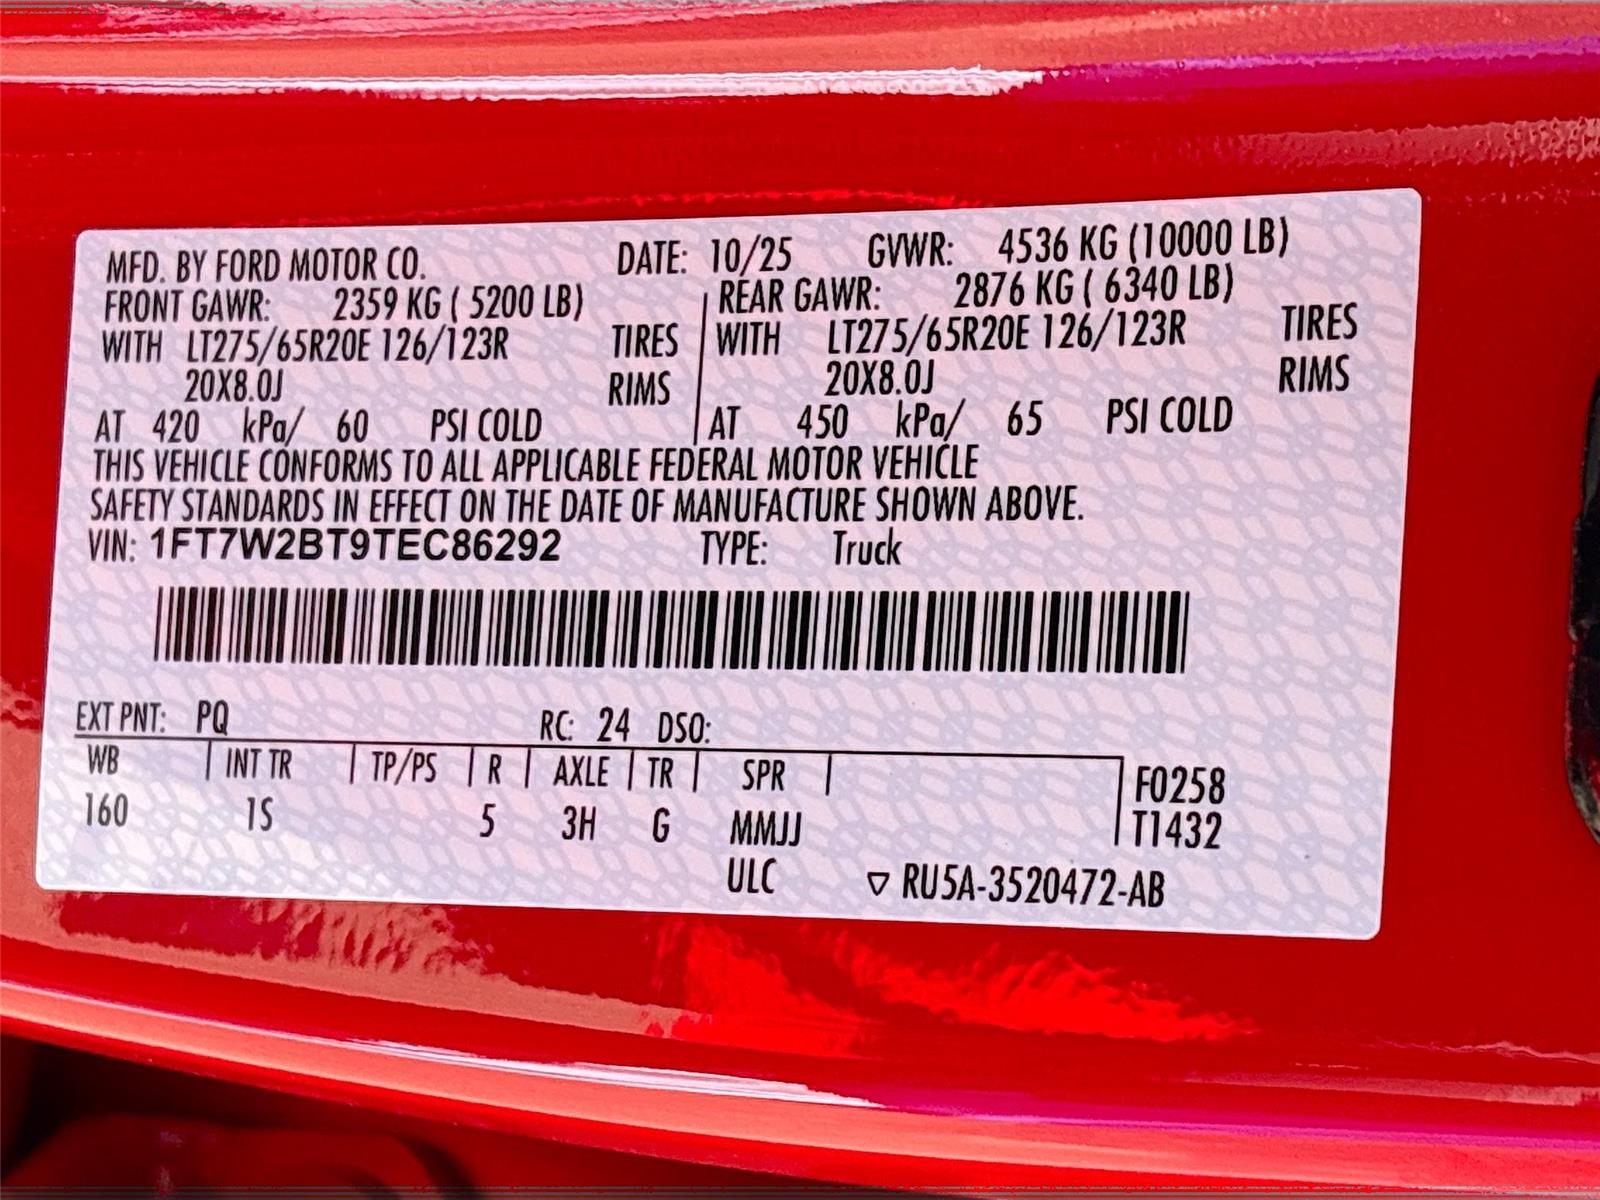 MFD. BY FORD MOTOR CO. DATE: 10/25 GVWR: 4536 KG (10000 LB)
FRONT GAWR: 2359 KG ( 5200 LB) REAR GAWR: 2876 KG ( 6340 LB)
WITH LT275/65R20E 126/123R TIRES WITH LT275/65R20E 126/123R TIRES
20X8.0J RIMS 20X8.0J RIMS
AT 420 kPa/ 60 PSI COLD AT 450 kPa/ 65 PSI COLD
THIS VEHICLE CONFORMS TO ALL APPLICABLE FEDERAL MOTOR VEHICLE
SAFETY STANDARDS IN EFFECT ON THE DATE OF MANUFACTURE SHOWN ABOVE.
VIN: 1FT7W2BT9TEC86292 TYPE: Truck
EXT PNT: PQ RC: 24 DSO:
WB INT TR TP/PS R AXLE TR SPR F0258
160 1S 5 3H G MMJJ T1432
ULC ▽ RU5A-3520472-AB